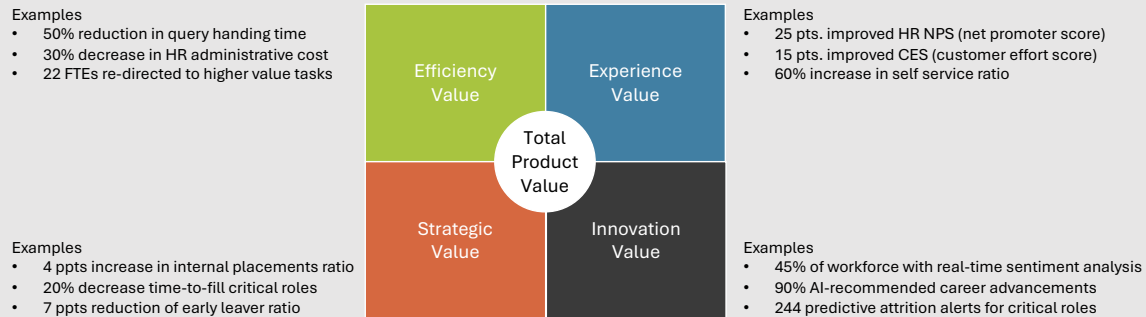 Examples
• 50% reduction in query handing time
• 30% decrease in HR administrative cost
• 22 FTEs re-directed to higher value tasks
Efficiency
Value
Experience
Value
Examples
• 25 pts. improved HR NPS (net promoter score)
• 15 pts. improved CES (customer effort score)
• 60% increase in self service ratio
Total
Product
Value
Examples
• 4 ppts increase in internal placements ratio
• 20% decrease time-to-fill critical roles
• 7 ppts reduction of early leaver ratio
Strategic
Value
Innovation
Value
Examples
• 45% of workforce with real-time sentiment analysis
• 90% AI-recommended career advancements
• 244 predictive attrition alerts for critical roles